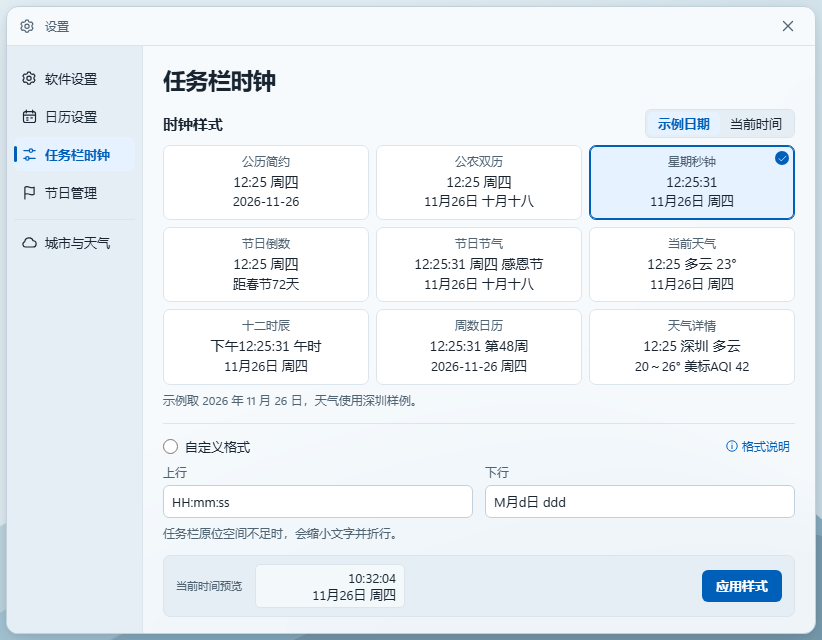 设置
软件设置
日历设置
任务栏时钟
节日管理
城市与天气
任务栏时钟
时钟样式
示例日期 当前时间
公历简约
12:25 周四
2026-11-26
公农双历
12:25 周四
11月26日 十月十八
星期秒钟
12:25:31
11月26日 周四
节日倒数
12:25 周四
距春节72天
节日节气
12:25:31 周四 感恩节
11月26日 十月十八
当前天气
12:25 多云 23°
11月26日 周四
十二时辰
下午12:25:31 午时
11月26日 周四
周数日历
12:25:31 第48周
2026-11-26 周四
天气详情
12:25 深圳 多云
20～26° 美标AQI 42
示例取 2026 年 11 月 26 日，天气使用深圳样例。
自定义格式
格式说明
上行
HH:mm:ss
下行
M月d日 ddd
任务栏原位空间不足时，会缩小文字并折行。
当前时间预览
10:32:04
11月26日 周四
应用样式